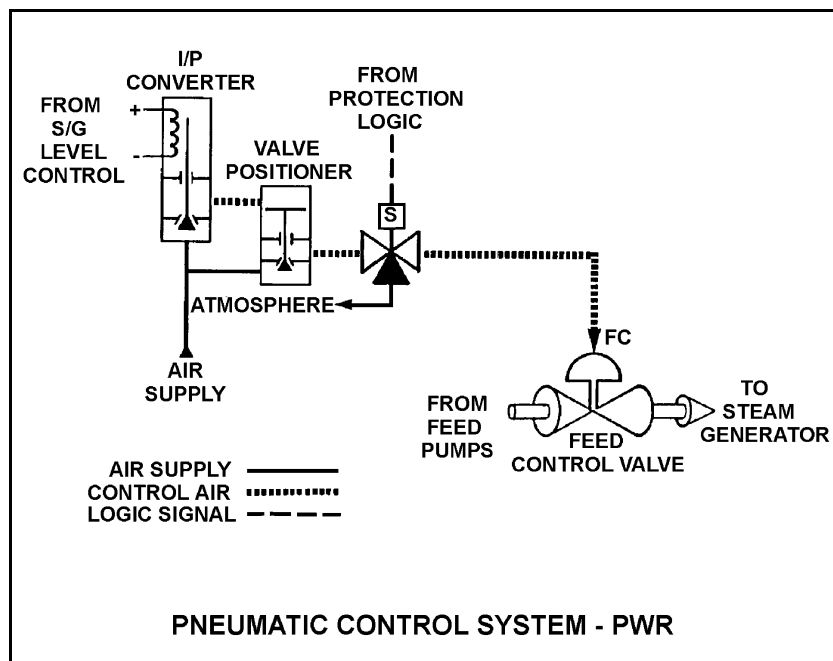 I/P
CONVERTER
FROM
S/G
LEVEL
CONTROL
+
-
VALVE
POSITIONER
FROM
PROTECTION
LOGIC
S
ATMOSPHERE
AIR
SUPPLY
FC
FROM
FEED
PUMPS
FEED
CONTROL VALVE
TO
STEAM
GENERATOR
AIR SUPPLY
CONTROL AIR
LOGIC SIGNAL
PNEUMATIC CONTROL SYSTEM - PWR